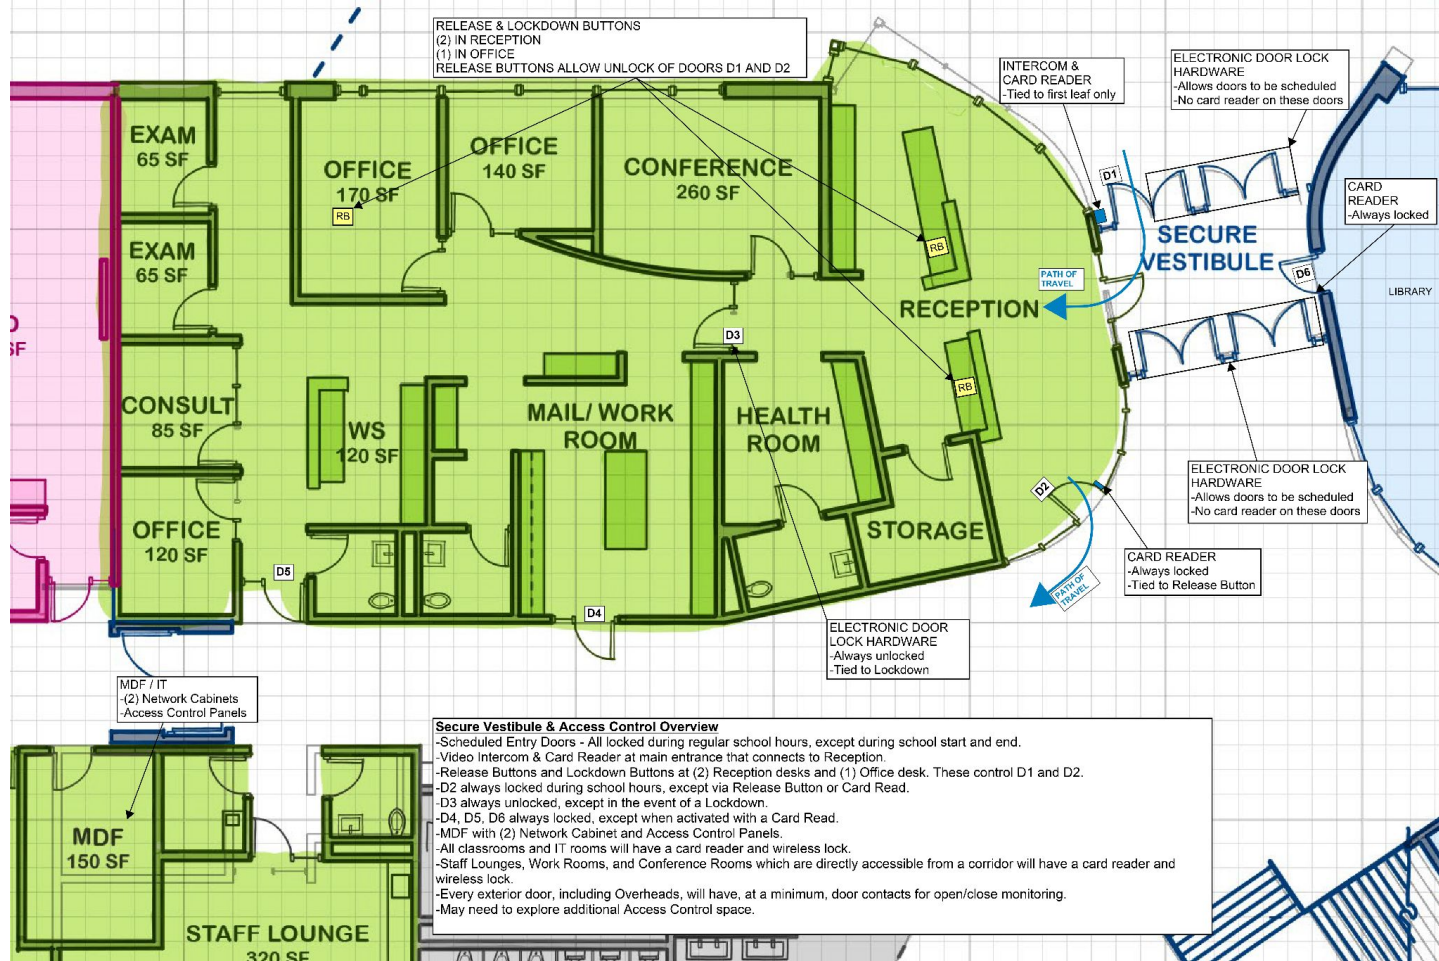 RELEASE & LOCKDOWN BUTTONS
(2) IN RECEPTION
(1) IN OFFICE
RELEASE BUTTONS ALLOW UNLOCK OF DOORS D1 AND D2
INTERCOM &
CARD READER
-Tied to first leaf only
ELECTRONIC DOOR LOCK
HARDWARE
-Allows doors to be scheduled
-No card reader on these doors
EXAM
65 SF
OFFICE
170 SF
RB
OFFICE
140 SF
CONFERENCE
260 SF
D1
CARD
READER
-Always locked
EXAM
65 SF
RB
SECURE
VESTIBULE
D6
PATH OF
TRAVEL
LIBRARY
RECEPTION
D3
SF
CONSULT
85 SF
WS
120 SF
MAIL/ WORK
ROOM
HEALTH
ROOM
RB
ELECTRONIC DOOR LOCK
HARDWARE
-Allows doors to be scheduled
-No card reader on these doors
D2
OFFICE
120 SF
STORAGE
D5
D4
CARD READER
-Always locked
-Tied to Release Button
PATH OF
TRAVEL
ELECTRONIC DOOR
LOCK HARDWARE
-Always unlocked
-Tied to Lockdown
MDF / IT
-(2) Network Cabinets
-Access Control Panels
Secure Vestibule & Access Control Overview
-Scheduled Entry Doors - All locked during regular school hours, except during school start and end.
-Video Intercom & Card Reader at main entrance that connects to Reception.
-Release Buttons and Lockdown Buttons at (2) Reception desks and (1) Office desk. These control D1 and D2.
-D2 always locked during school hours, except via Release Button or Card Read.
-D3 always unlocked, except in the event of a Lockdown.
-D4, D5, D6 always locked, except when activated with a Card Read.
-MDF with (2) Network Cabinet and Access Control Panels.
-All classrooms and IT rooms will have a card reader and wireless lock.
-Staff Lounges, Work Rooms, and Conference Rooms which are directly accessible from a corridor will have a card reader and
wireless lock.
-Every exterior door, including Overheads, will have, at a minimum, door contacts for open/close monitoring.
-May need to explore additional Access Control space.
MDF
150 SF
STAFF LOUNGE
320 SF